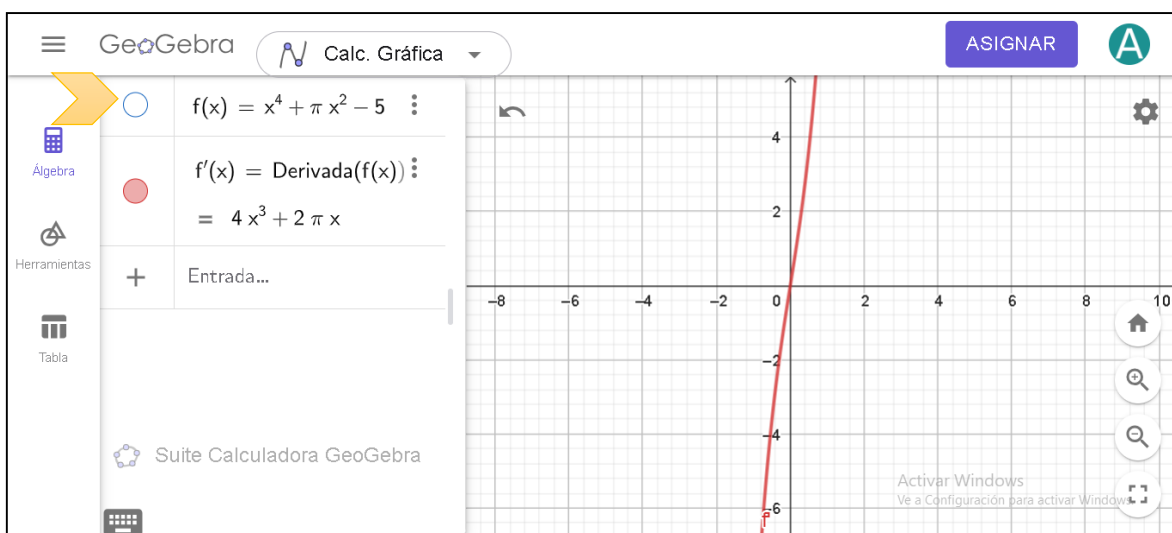 GeoGebra
Calc. Gráfica
ASIGNAR
A
f(x) = x⁴ + π x² − 5
Álgebra
f′(x) = Derivada(f(x))
= 4 x³ + 2 π x
Herramientas
+ Entrada...
Tabla
Suite Calculadora GeoGebra
4
2
−8 −6 −4 −2 0 2 4 6 8 10
−2
−4
−6
f′
Activar Windows
Ve a Configuración para activar Windows.